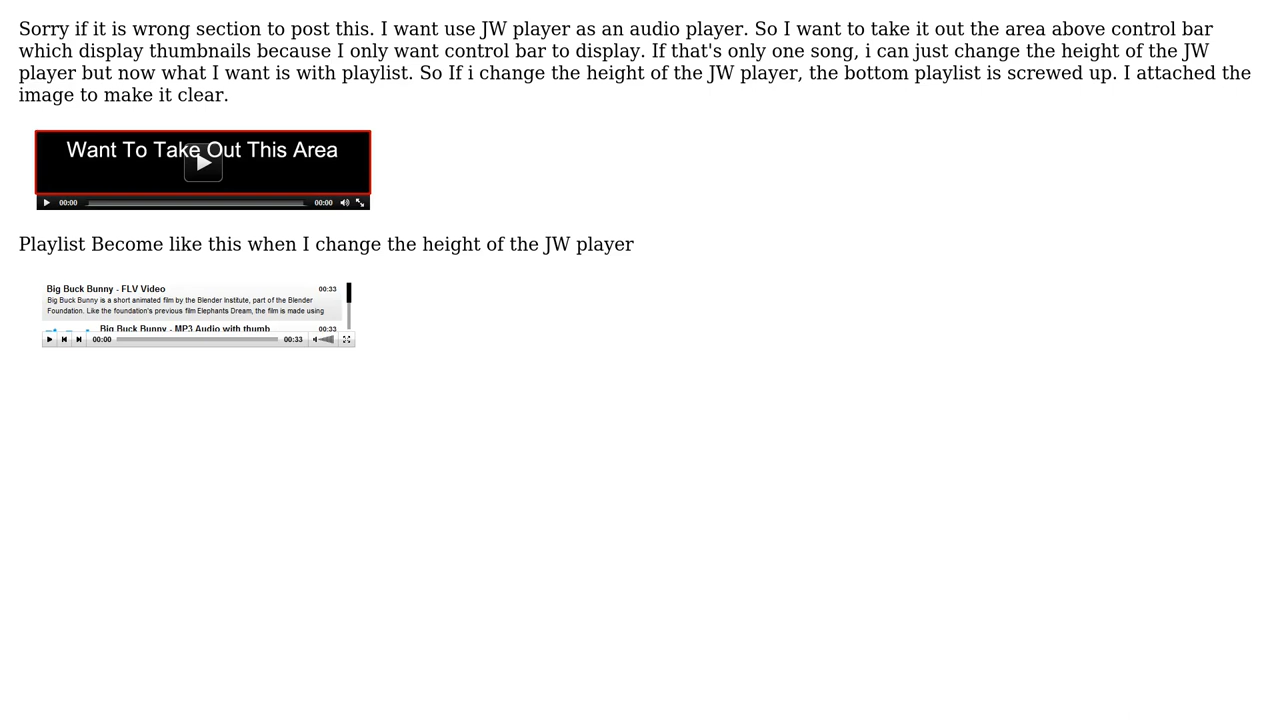 Sorry if it is wrong section to post this. I want use JW player as an audio player. So I want to take it out the area above control bar
which display thumbnails because I only want control bar to display. If that's only one song, i can just change the height of the JW
player but now what I want is with playlist. So If i change the height of the JW player, the bottom playlist is screwed up. I attached the
image to make it clear.
Want To Take Out This Area
00:00 00:00
Playlist Become like this when I change the height of the JW player
Big Buck Bunny - FLV Video 00:33
Big Buck Bunny is a short animated film by the Blender Institute, part of the Blender
Foundation. Like the foundation's previous film Elephants Dream, the film is made using
Big Buck Bunny - MP3 Audio with thumb 00:33
00:00 00:33